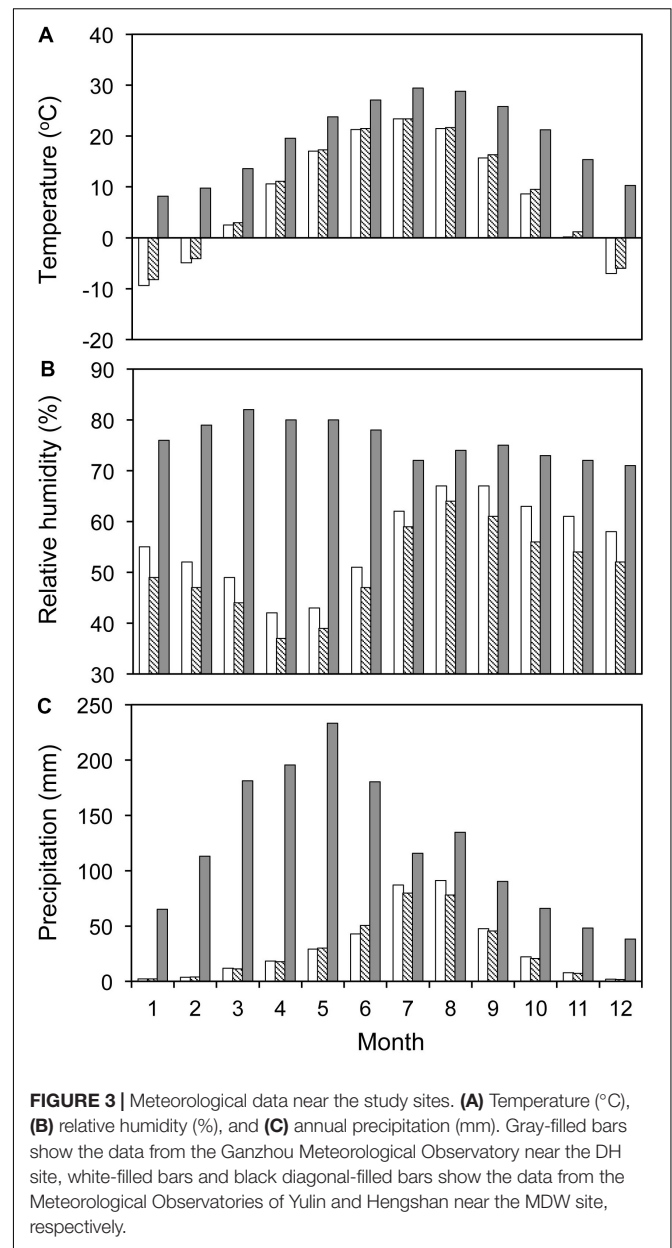 A
40
30
20
10
0
-10
-20
Temperature (°C)
B
90
80
70
60
50
40
30
Relative humidity (%)
C
250
200
150
100
50
0
Precipitation (mm)
1 2 3 4 5 6 7 8 9 10 11 12
Month
FIGURE 3 | Meteorological data near the study sites. (A) Temperature (°C),
(B) relative humidity (%), and (C) annual precipitation (mm). Gray-filled bars
show the data from the Ganzhou Meteorological Observatory near the DH
site, white-filled bars and black diagonal-filled bars show the data from the
Meteorological Observatories of Yulin and Hengshan near the MDW site,
respectively.